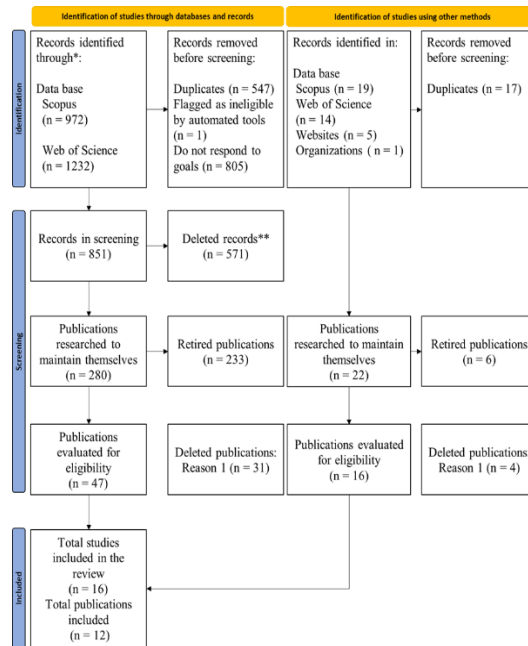 Identification of studies through databases and records
Identification of studies using other methods
Identification
Records identified
through*:
Data base
Scopus
(n = 972)
Web of Science
(n = 1232)
Records removed
before screening:
Duplicates (n = 547)
Flagged as ineligible
by automated tools
(n = 1)
Do not respond to
goals (n = 805)
Records identified in:
Data base
Scopus (n = 19)
Web of Science
(n = 14)
Websites (n = 5)
Organizations ( n = 1)
Records removed
before screening:
Duplicates (n = 17)
Screening
Records in screening
(n = 851)
Deleted records**
(n = 571)
Publications
researched to
maintain themselves
(n = 280)
Retired publications
(n = 233)
Publications
researched to maintain
themselves
(n = 22)
Retired publications
(n = 6)
Publications
evaluated for
eligibility
(n = 47)
Deleted publications:
Reason 1 (n = 31)
Publications evaluated
for eligibility
(n = 16)
Deleted publications:
Reason 1 (n = 4)
Included
Total studies
included in the
review
(n = 16)
Total publications
included
(n = 12)